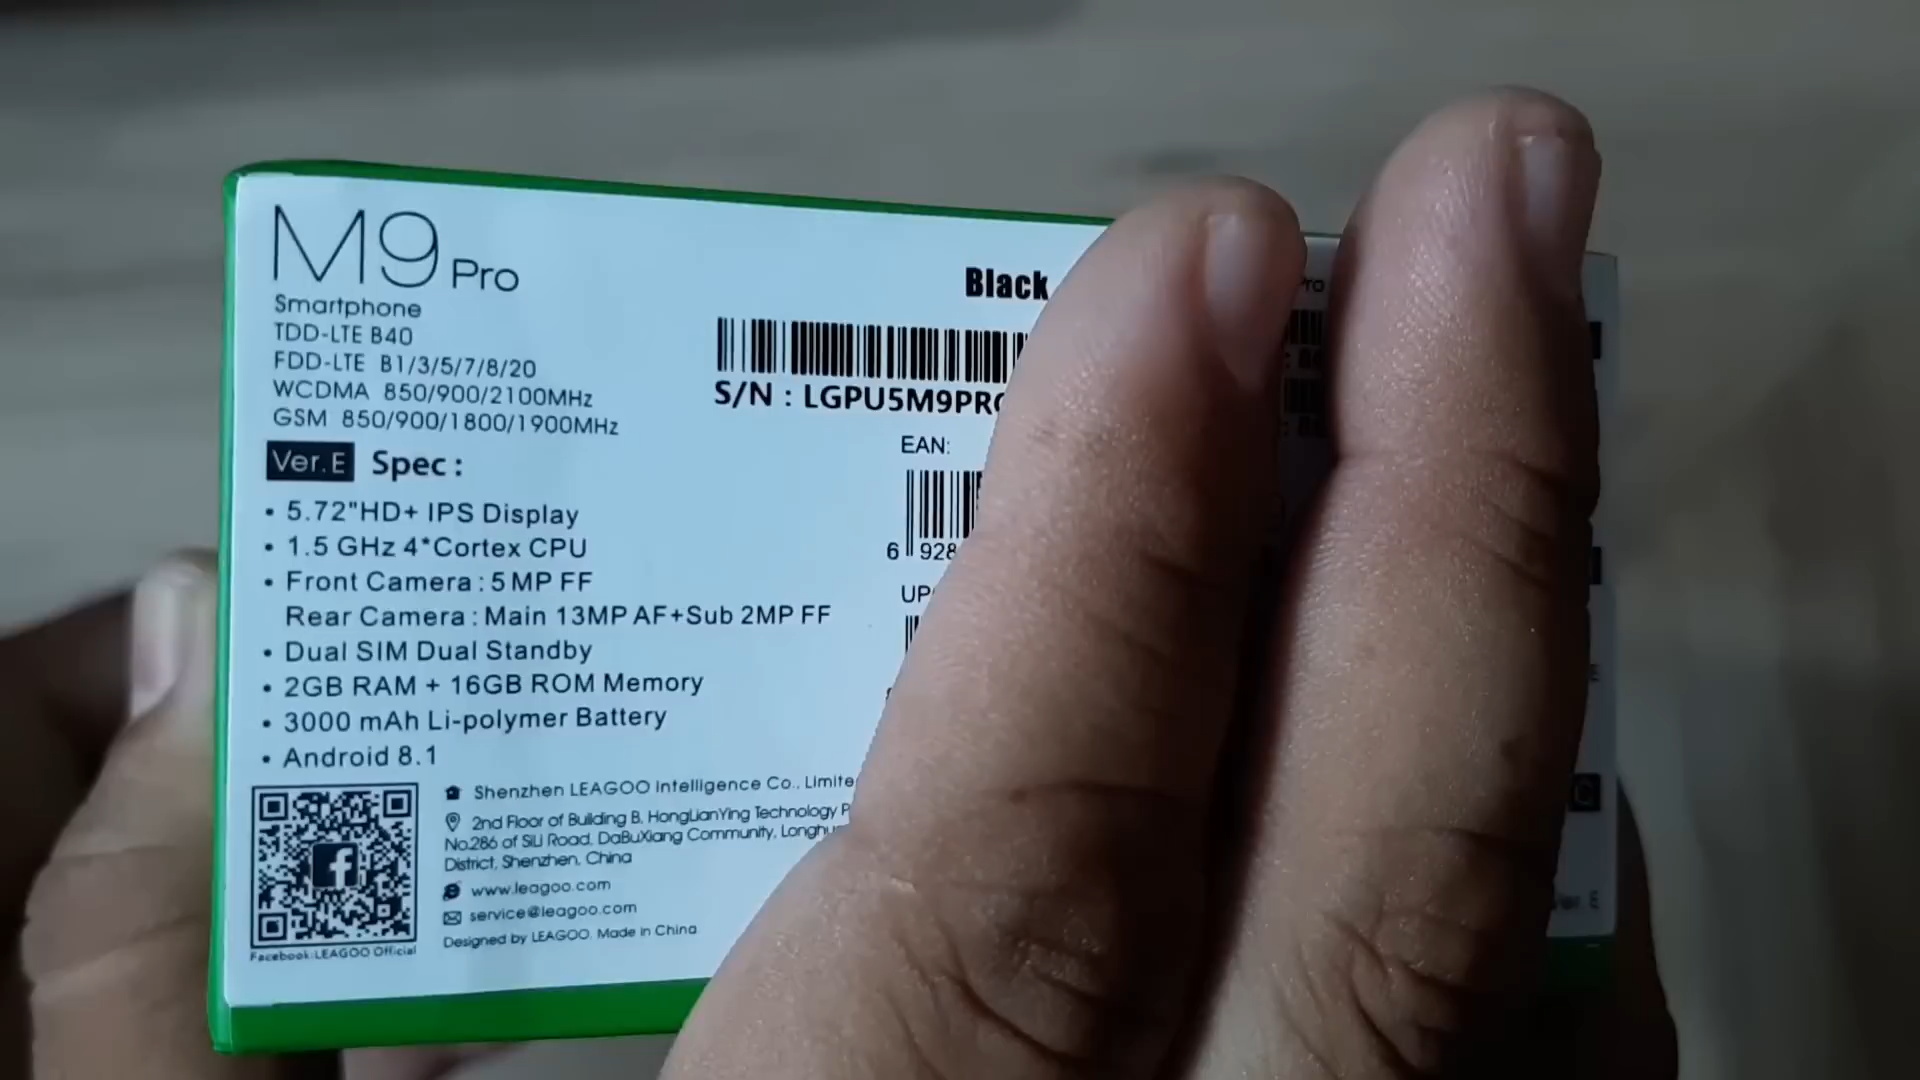 M9 Pro
Smartphone
TDD-LTE B40
FDD-LTE B1/3/5/7/8/20
WCDMA 850/900/2100MHz
GSM 850/900/1800/1900MHz
Ver.E Spec :
• 5.72"HD+ IPS Display
• 1.5 GHz 4*Cortex CPU
• Front Camera : 5 MP FF
Rear Camera : Main 13MP AF+Sub 2MP FF
• Dual SIM Dual Standby
• 2GB RAM + 16GB ROM Memory
• 3000 mAh Li-polymer Battery
• Android 8.1
Facebook:LEAGOO Official
Shenzhen LEAGOO Intelligence Co., Limite
2nd Floor of Building B, HongLianYing Technology P
No.286 of SiLi Road, DaBuXiang Community, Longhu
District, Shenzhen, China
www.leagoo.com
service@leagoo.com
Designed by LEAGOO. Made in China
Black
S/N : LGPU5M9PR
EAN:
6 928
UP
ro
Ver. E